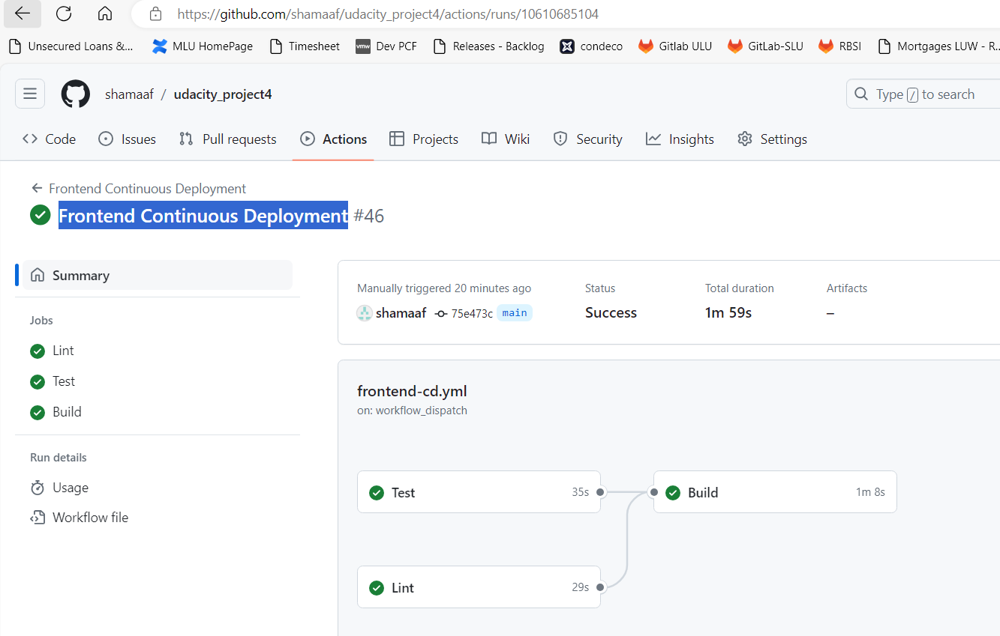 https://github.com/shamaaf/udacity_project4/actions/runs/10610685104
Unsecured Loans &... MLU HomePage Timesheet vmw Dev PCF Releases - Backlog condeco Gitlab ULU GitLab-SLU RBSI Mortgages LUW - R...
shamaaf / udacity_project4 Type / to search
Code Issues Pull requests Actions Projects Wiki Security Insights Settings
Frontend Continuous Deployment
Frontend Continuous Deployment #46
Summary
Jobs
Lint
Test
Build
Run details
Usage
Workflow file
Manually triggered 20 minutes ago Status Total duration Artifacts
shamaaf 75e473c main Success 1m 59s –
frontend-cd.yml
on: workflow_dispatch
Test 35s Build 1m 8s
Lint 29s